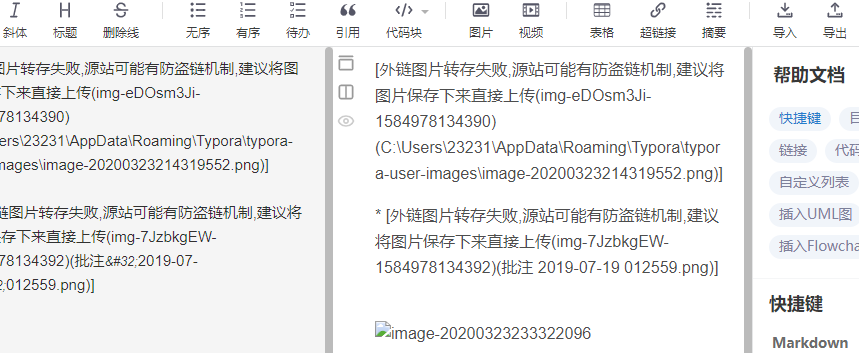 斜体 标题 删除线 无序 有序 待办 引用 代码块 图片 视频 表格 超链接 摘要 导入 导出
图片转存失败,源站可能有防盗链机制,建议将图
存下来直接上传(img-eDOsm3Ji-
78134390)
ers\23231\AppData\Roaming\Typora\typora-
mages\image-20200323214319552.png)]
链图片转存失败,源站可能有防盗链机制,建议将
存下来直接上传(img-7JzbkgEW-
78134392)(批注&#32;2019-07-
012559.png)]
[外链图片转存失败,源站可能有防盗链机制,建议将
图片保存下来直接上传(img-eDOsm3Ji-
1584978134390)
(C:\Users\23231\AppData\Roaming\Typora\typor
a-user-images\image-20200323214319552.png)]
* [外链图片转存失败,源站可能有防盗链机制,建议
将图片保存下来直接上传(img-7JzbkgEW-
1584978134392)(批注 2019-07-19 012559.png)]
image-20200323233322096
帮助文档
快捷键 目
链接 代码
自定义列表
插入UML图
插入Flowcha
快捷键
Markdown